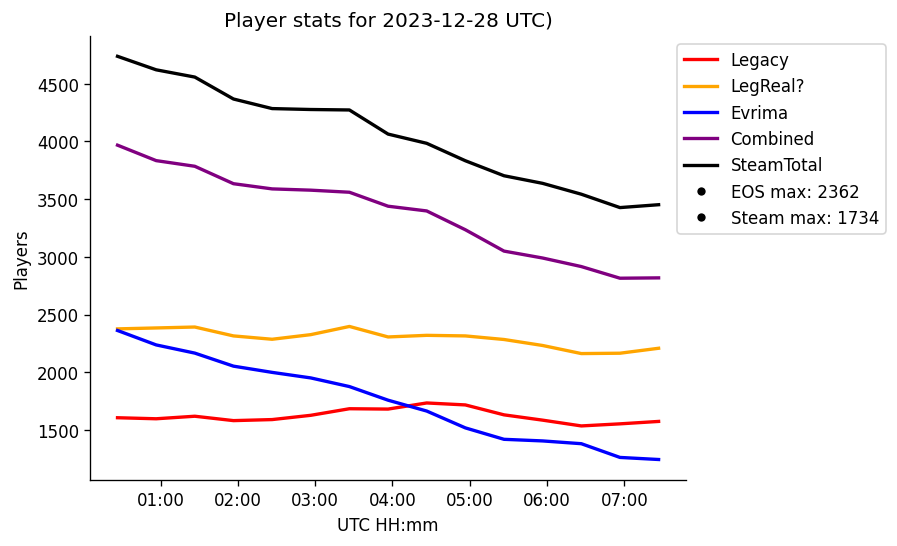 Player stats for 2023-12-28 UTC)
Legacy
LegReal?
Evrima
Combined
SteamTotal
EOS max: 2362
Steam max: 1734
Players
4500
4000
3500
3000
2500
2000
1500
01:00 02:00 03:00 04:00 05:00 06:00 07:00
UTC HH:mm